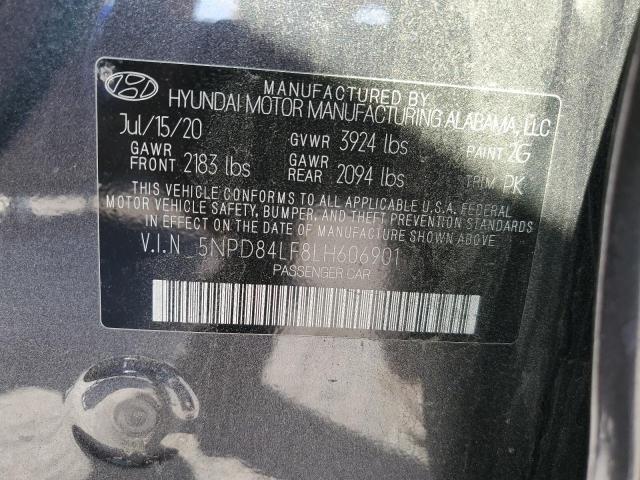 MANUFACTURED BY
HYUNDAI MOTOR MANUFACTURING ALABAMA, LLC
Jul/15/20 GVWR 3924 lbs PAINT 2G
GAWR FRONT 2183 lbs GAWR REAR 2094 lbs TRIM PK
THIS VEHICLE CONFORMS TO ALL APPLICABLE U.S.A. FEDERAL
MOTOR VEHICLE SAFETY, BUMPER, AND THEFT PREVENTION STANDARDS
IN EFFECT ON THE DATE OF MANUFACTURE SHOWN ABOVE.
V.I.N 5NPD84LF8LH606901
PASSENGER CAR